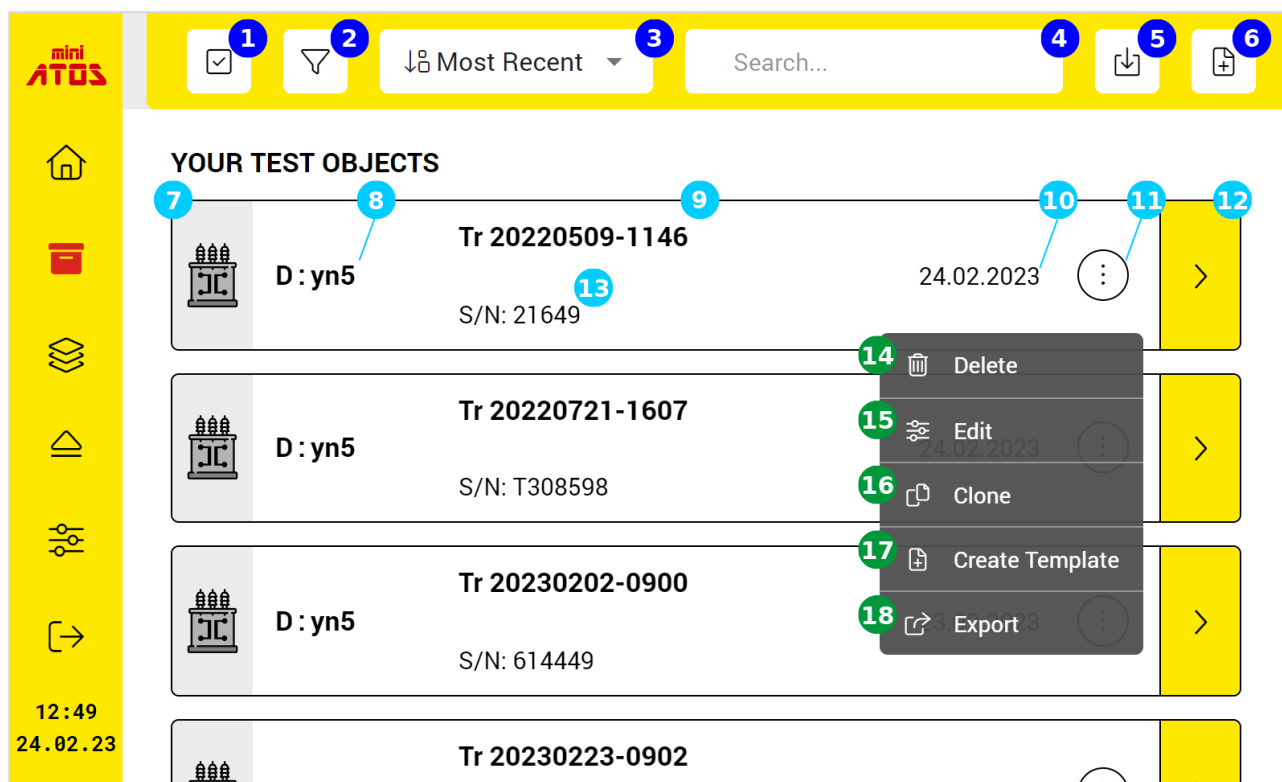 mini
ATOS
1
2
3
4
5
6
Most Recent
Search...
YOUR TEST OBJECTS
7
8
9
10
11
12
Tr 20220509-1146
D : yn5
24.02.2023
13
S/N: 21649
14
Delete
Tr 20220721-1607
15
Edit
D : yn5
24.02.2023
16
Clone
S/N: T308598
17
Create Template
Tr 20230202-0900
18
Export
D : yn5
S/N: 614449
12:49
24.02.23
Tr 20230223-0902